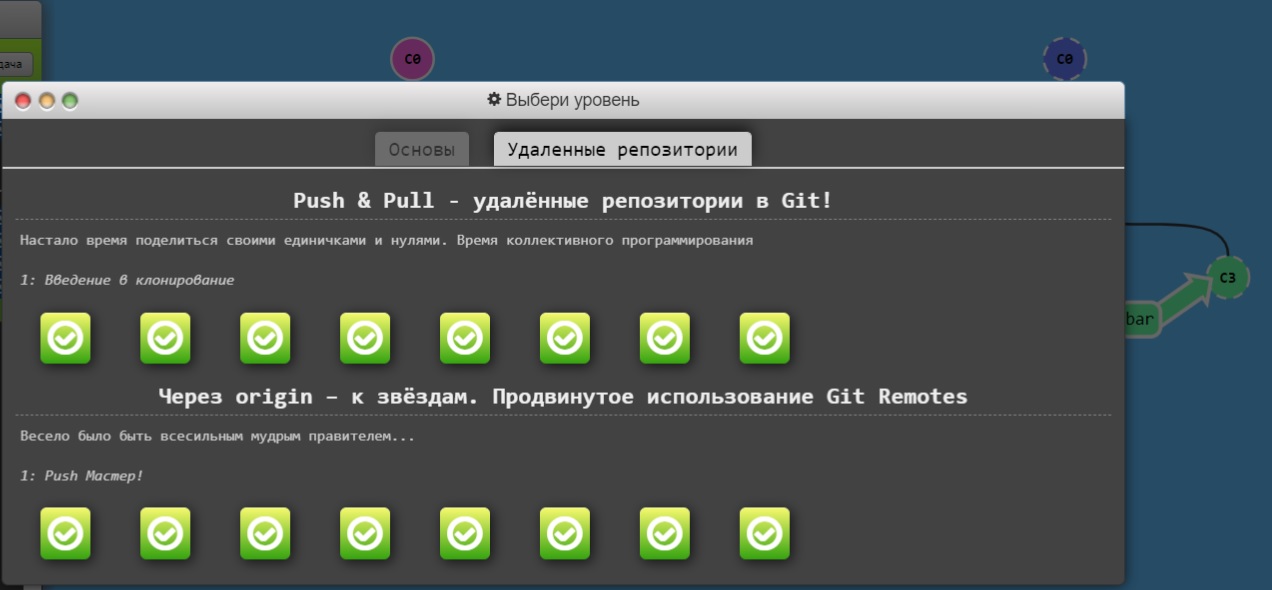 дача
c0
c0
Выбери уровень
Основы
Удаленные репозитории
Push & Pull - удалённые репозитории в Git!
Настало время поделиться своими единичками и нулями. Время коллективного программирования
1: Введение в клонирование
c3
bar
Через origin – к звёздам. Продвинутое использование Git Remotes
Весело было быть всесильным мудрым правителем...
1: Push Мастер!